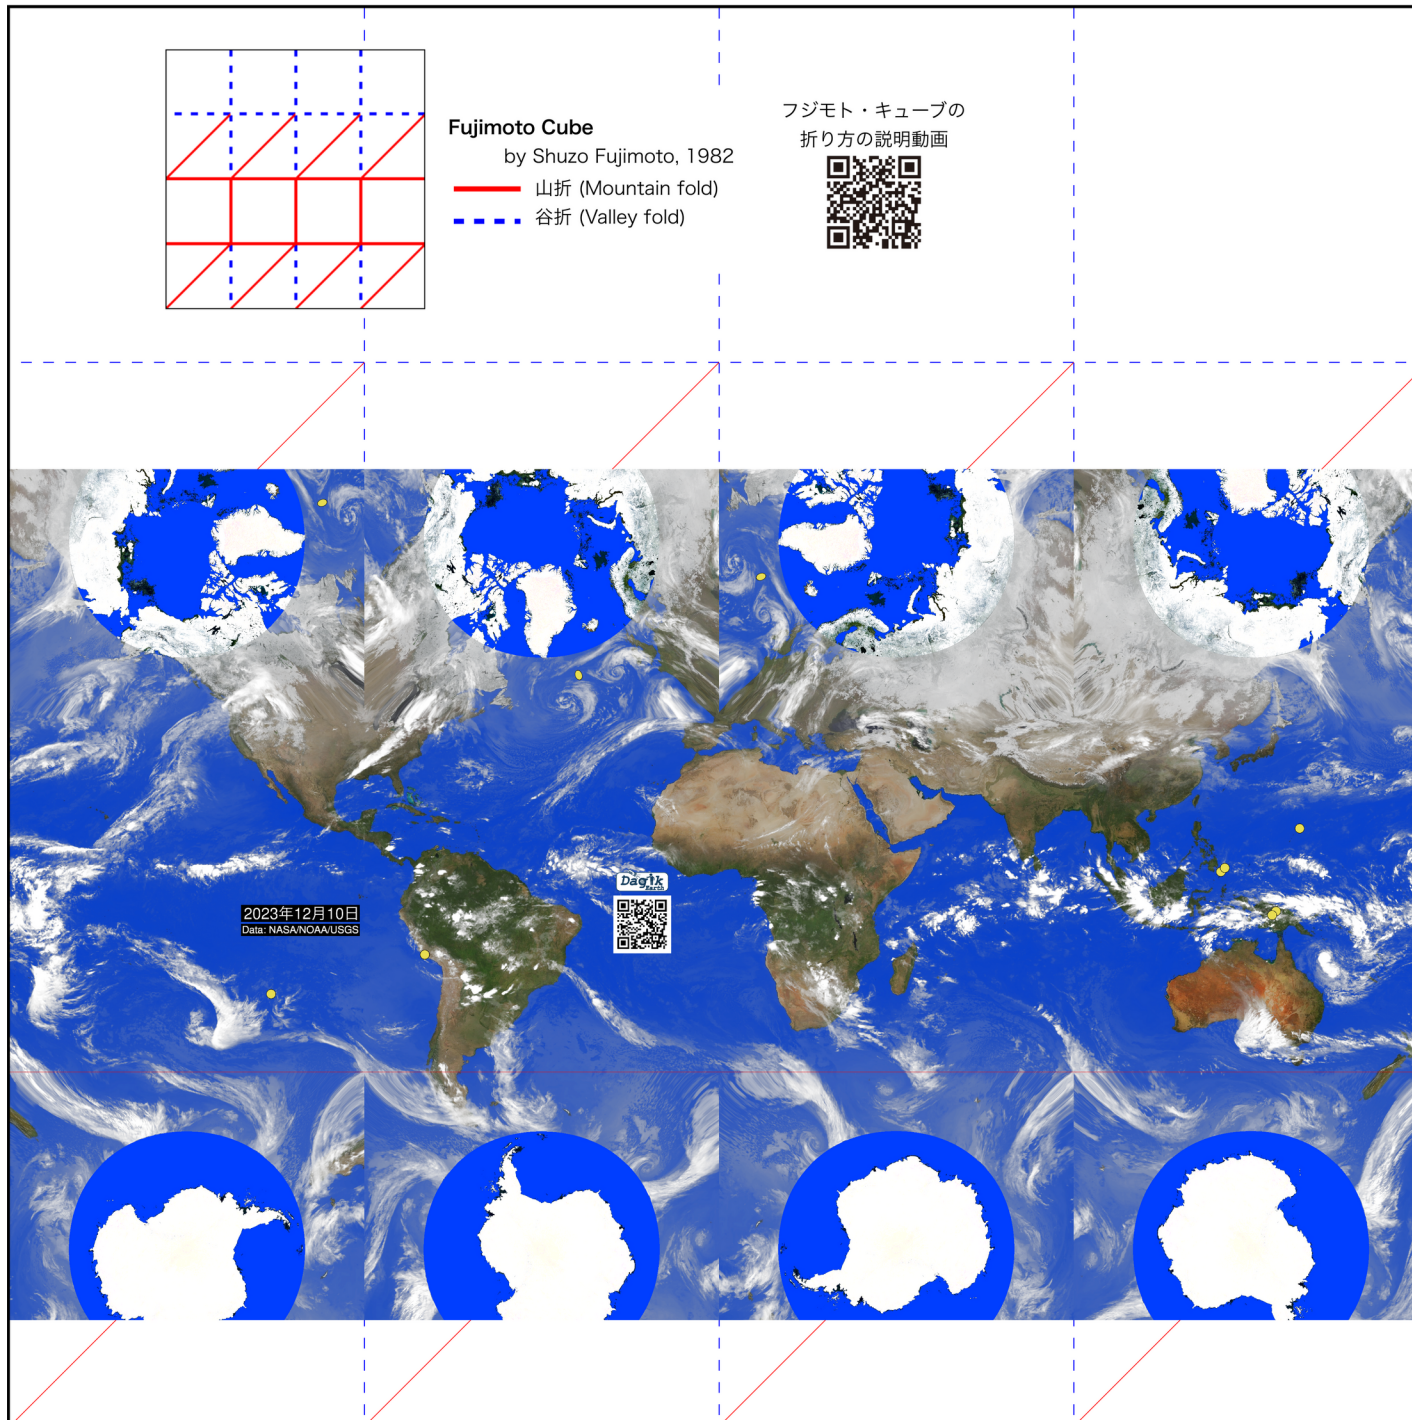 Fujimoto Cube
by Shuzo Fujimoto, 1982
山折 (Mountain fold)
谷折 (Valley fold)
フジモト・キューブの
折り方の説明動画
Dagik
Earth
2023年12月10日
Data: NASA/NOAA/USGS